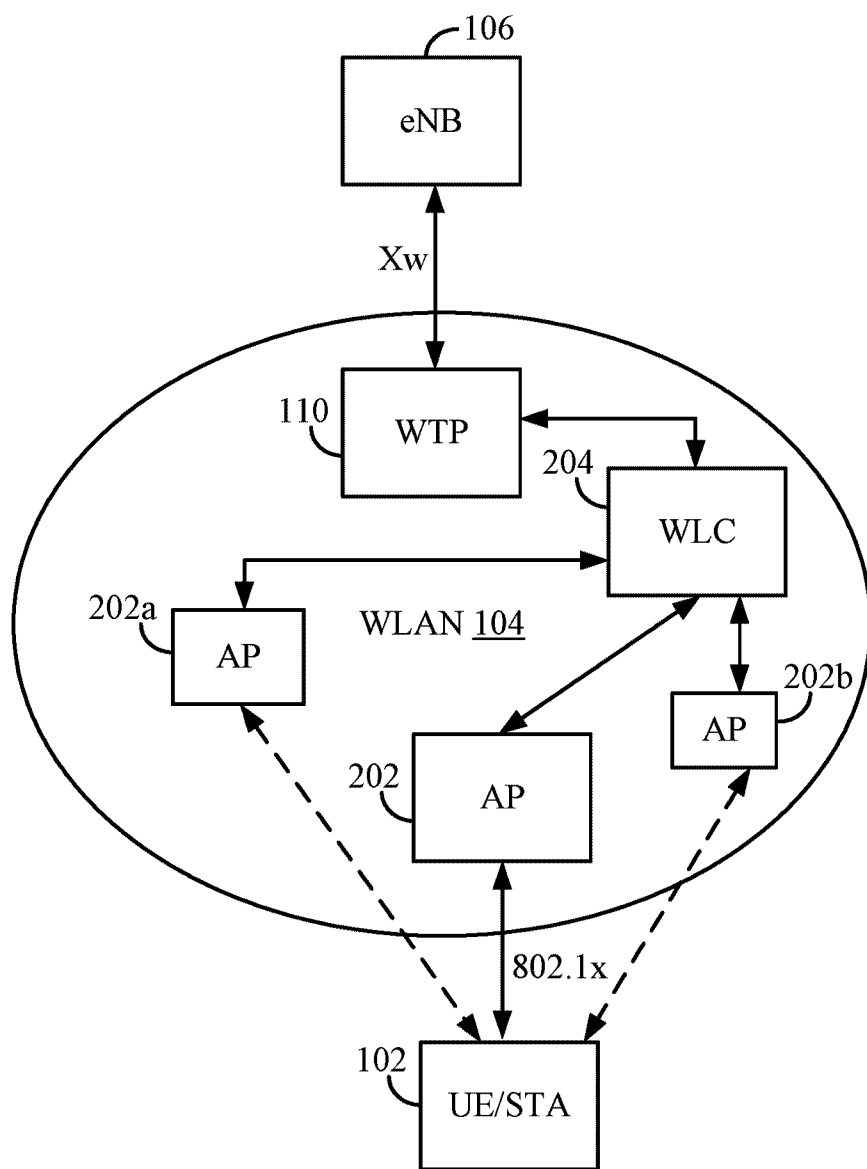 106
eNB
Xw
110
WTP
204
WLC
202a
AP
WLAN 104
202b
AP
202
AP
802.1x
102
UE/STA